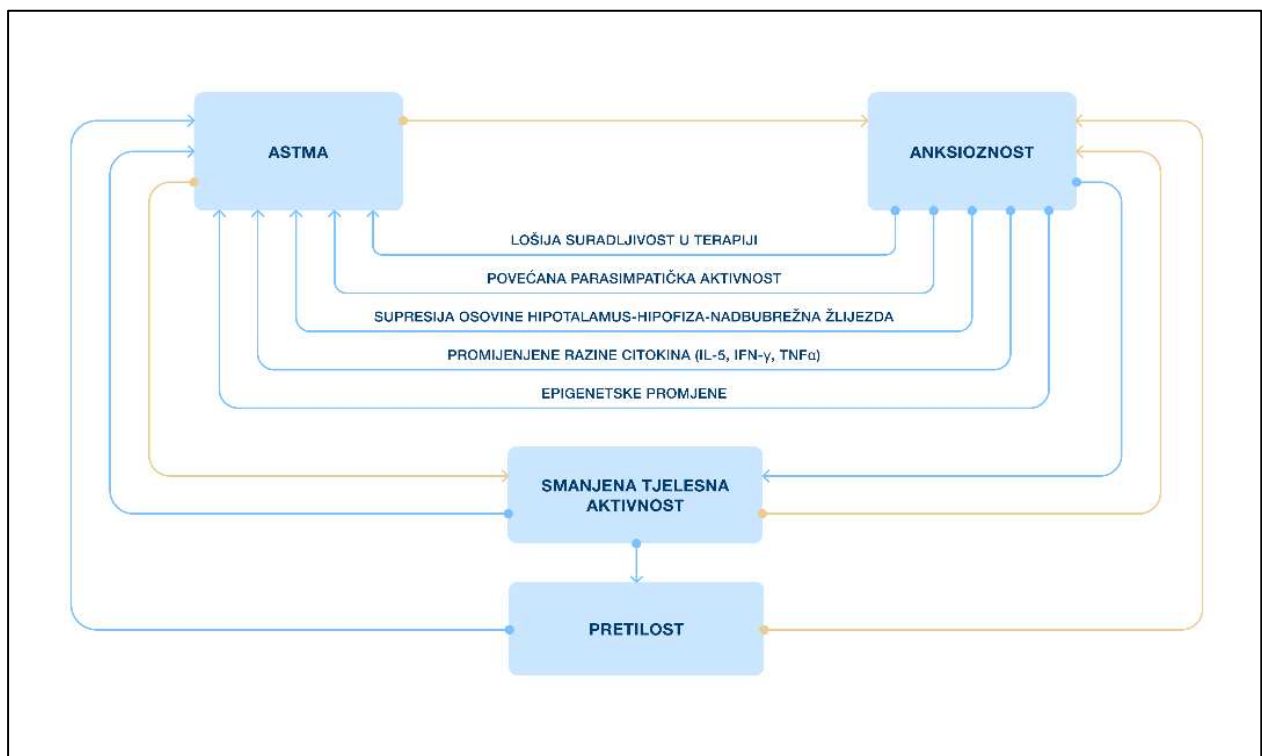 ASTMA
ANKSIOZNOST
LOŠIJA SURADLJIVOST U TERAPIJI
POVEĆANA PARASIMPATIČKA AKTIVNOST
SUPRESIJA OSOVINE HIPOTALAMUS-HIPOFIZA-NADBUBREŽNA ŽLIJEZDA
PROMIJENJENE RAZINE CITOKINA (IL-5, IFN-γ, TNFα)
EPIGENETSKE PROMJENE
SMANJENA TJELESNA
AKTIVNOST
PRETILOST